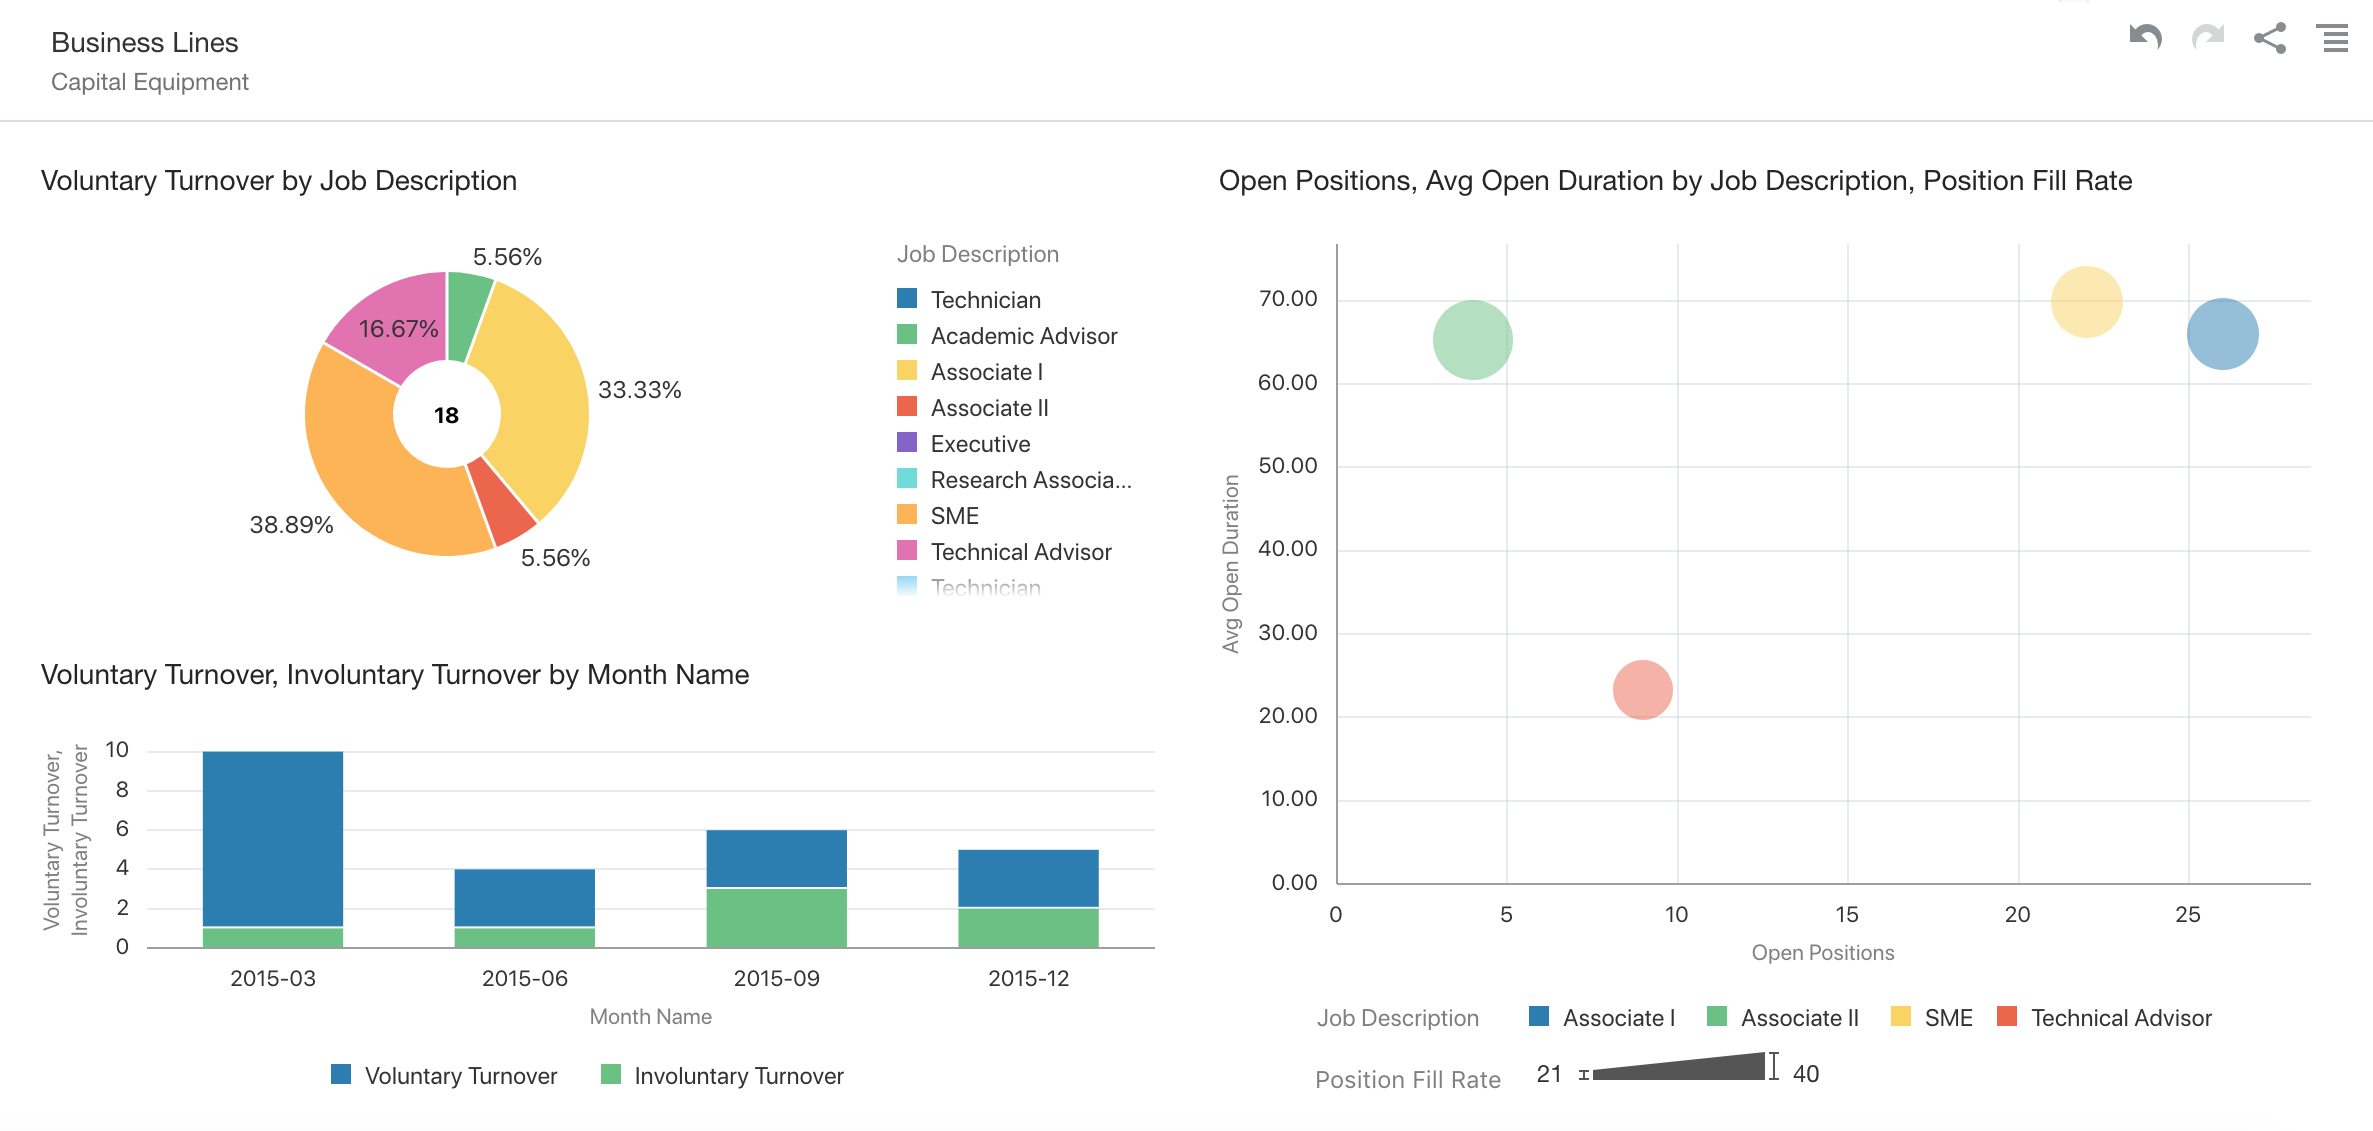 Business Lines
Capital Equipment
Voluntary Turnover by Job Description
5.56%
16.67%
33.33%
18
38.89%
5.56%
Job Description
Technician
Academic Advisor
Associate I
Associate II
Executive
Research Associa...
SME
Technical Advisor
Technician
Voluntary Turnover, Involuntary Turnover by Month Name
Voluntary Turnover,
Involuntary Turnover
10
8
6
4
2
0
2015-03 2015-06 2015-09 2015-12
Month Name
Voluntary Turnover Involuntary Turnover
Open Positions, Avg Open Duration by Job Description, Position Fill Rate
Avg Open Duration
70.00
60.00
50.00
40.00
30.00
20.00
10.00
0.00
0 5 10 15 20 25
Open Positions
Job Description Associate I Associate II SME Technical Advisor
Position Fill Rate 21 40